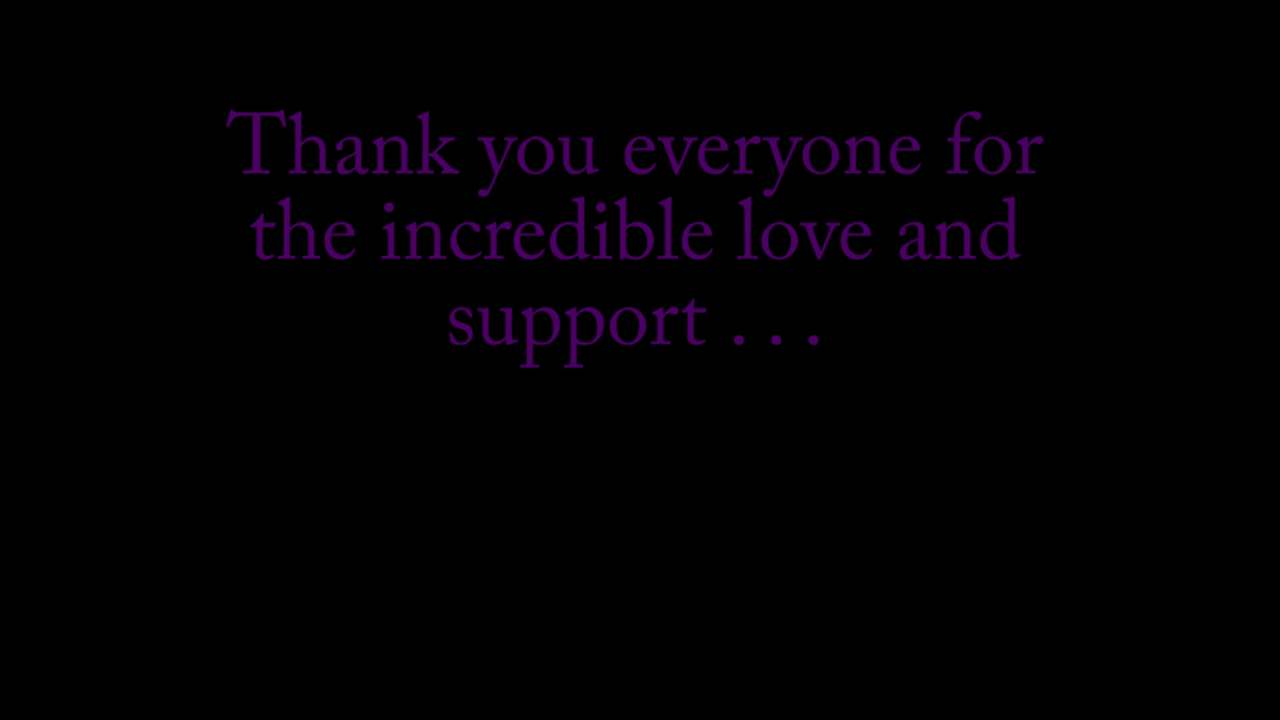 Thank you everyone for
the incredible love and
support . . .